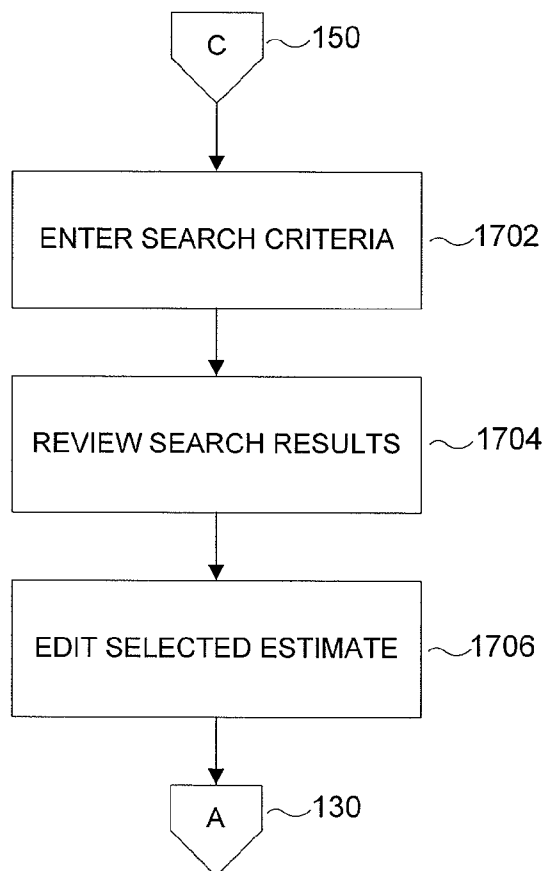 C 150
ENTER SEARCH CRITERIA 1702
REVIEW SEARCH RESULTS 1704
EDIT SELECTED ESTIMATE 1706
A 130